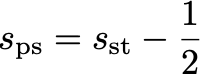 s_ps = s_st − 1/2